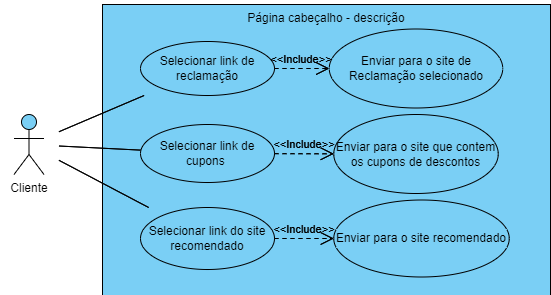 Página cabeçalho - descrição
Selecionar link de
reclamação
<<Include>>
Enviar para o site de
Reclamação selecionado
Selecionar link de
cupons
<<Include>>
Enviar para o site que contem
os cupons de descontos
Selecionar link do site
recomendado
<<Include>>
Enviar para o site recomendado
Cliente